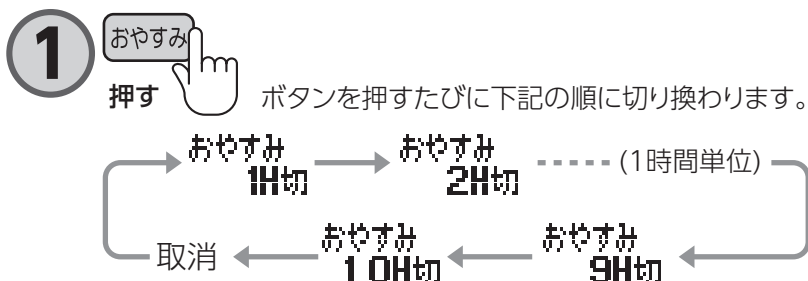 1
おやすみ
押す
ボタンを押すたびに下記の順に切り換わります。
おやすみ
1H切
おやすみ
2H切
(1時間単位)
おやすみ
9H切
おやすみ
10H切
取消